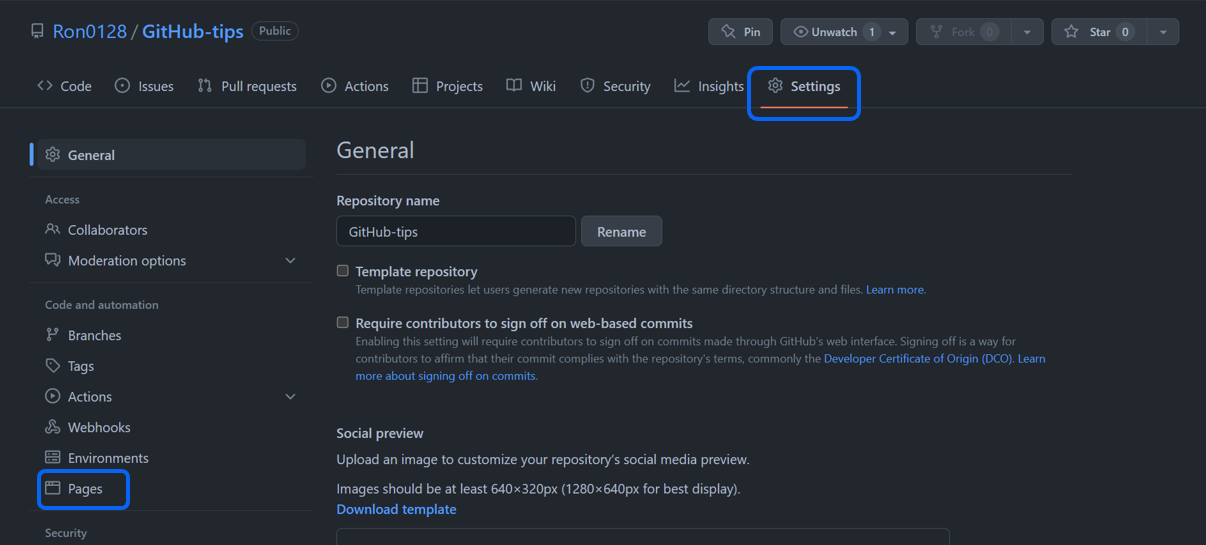 Ron0128 / GitHub-tips Public
Pin
Unwatch 1
Fork 0
Star 0
Code
Issues
Pull requests
Actions
Projects
Wiki
Security
Insights
Settings
General
Access
Collaborators
Moderation options
Code and automation
Branches
Tags
Actions
Webhooks
Environments
Pages
Security
General
Repository name
GitHub-tips
Rename
Template repository
Template repositories let users generate new repositories with the same directory structure and files. Learn more.
Require contributors to sign off on web-based commits
Enabling this setting will require contributors to sign off on commits made through GitHub's web interface. Signing off is a way for
contributors to affirm that their commit complies with the repository's terms, commonly the Developer Certificate of Origin (DCO). Learn
more about signing off on commits.
Social preview
Upload an image to customize your repository's social media preview.
Images should be at least 640×320px (1280×640px for best display).
Download template